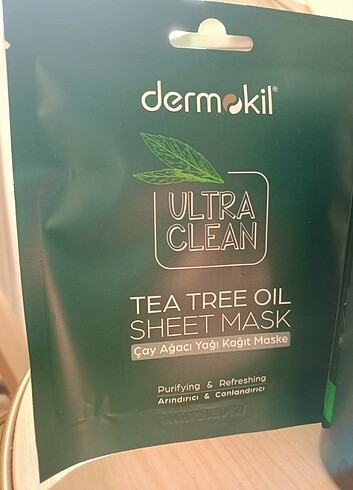 dermokil®
ULTRA
CLEAN
TEA TREE OIL
SHEET MASK
Çay Ağacı Yağı Kağıt Maske
Purifying & Refreshing
Arındırıcı & Canlandırıcı